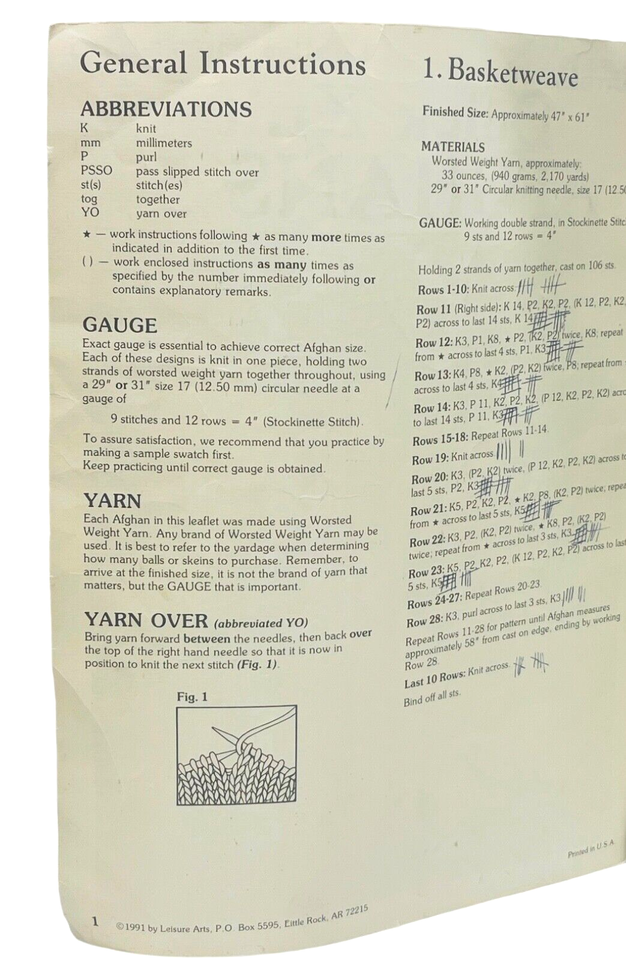 General Instructions
ABBREVIATIONS
K knit
mm millimeters
P purl
PSSO pass slipped stitch over
st(s) stitch(es)
tog together
YO yarn over
★ — work instructions following ★ as many more times as
indicated in addition to the first time.
( ) — work enclosed instructions as many times as
specified by the number immediately following or
contains explanatory remarks.
GAUGE
Exact gauge is essential to achieve correct Afghan size.
Each of these designs is knit in one piece, holding two
strands of worsted weight yarn together throughout, using
a 29" or 31" size 17 (12.50 mm) circular needle at a
gauge of
9 stitches and 12 rows = 4" (Stockinette Stitch).
To assure satisfaction, we recommend that you practice by
making a sample swatch first.
Keep practicing until correct gauge is obtained.
YARN
Each Afghan in this leaflet was made using Worsted
Weight Yarn. Any brand of Worsted Weight Yarn may be
used. It is best to refer to the yardage when determining
how many balls or skeins to purchase. Remember, to
arrive at the finished size, it is not the brand of yarn that
matters, but the GAUGE that is important.
YARN OVER (abbreviated YO)
Bring yarn forward between the needles, then back over
the top of the right hand needle so that it is now in
position to knit the next stitch (Fig. 1).
Fig. 1
1 ©1991 by Leisure Arts, P.O. Box 5595, Little Rock, AR 72215
1. Basketweave
Finished Size: Approximately 47" x 61"
MATERIALS
Worsted Weight Yarn, approximately:
33 ounces, (940 grams, 2,170 yards)
29" or 31" Circular knitting needle, size 17 (12.50
GAUGE: Working double strand, in Stockinette Stitc
9 sts and 12 rows = 4"
Holding 2 strands of yarn together, cast on 106 sts.
Rows 1-10: Knit across.
Row 11 (Right side): K 14, P2, K2, P2, (K 12, P2, K2,
P2) across to last 14 sts, K 14.
Row 12: K3, P1, K8, ★ P2, (K2, P2) twice, K8, repeat
from ★ across to last 4 sts, P1, K3.
Row 13: K4, P8, ★ K2, (P2, K2) twice, P8, repeat from
across to last 4 sts, K4.
Row 14: K3, P 11, K2, P2, K2, (P 12, K2, P2, K2) acro
to last 14 sts, P 11, K3.
Rows 15-18: Repeat Rows 11-14.
Row 19: Knit across.
Row 20: K3, (P2, K2) twice, (P 12, K2, P2, K2) across to
last 5 sts, P2, K3.
Row 21: K5, P2, K2, P2, ★ K2, P8, (K2, P2) twice, repea
from ★ across to last 5 sts, K5.
Row 22: K3, P2, (K2, P2) twice, ★ K8, P2, (K2, P2)
twice, repeat from ★ across to last 3 sts, K3.
Row 23: K5, P2, K2, P2, (K 12, P2, K2, P2) across to last
5 sts, K5.
Rows 24-27: Repeat Rows 20-23.
Row 28: K3, purl across to last 3 sts, K3.
Repeat Rows 11-28 for pattern until Afghan measures
approximately 58" from cast on edge, ending by working
Row 28.
Last 10 Rows: Knit across.
Bind off all sts.
Printed in U.S.A.